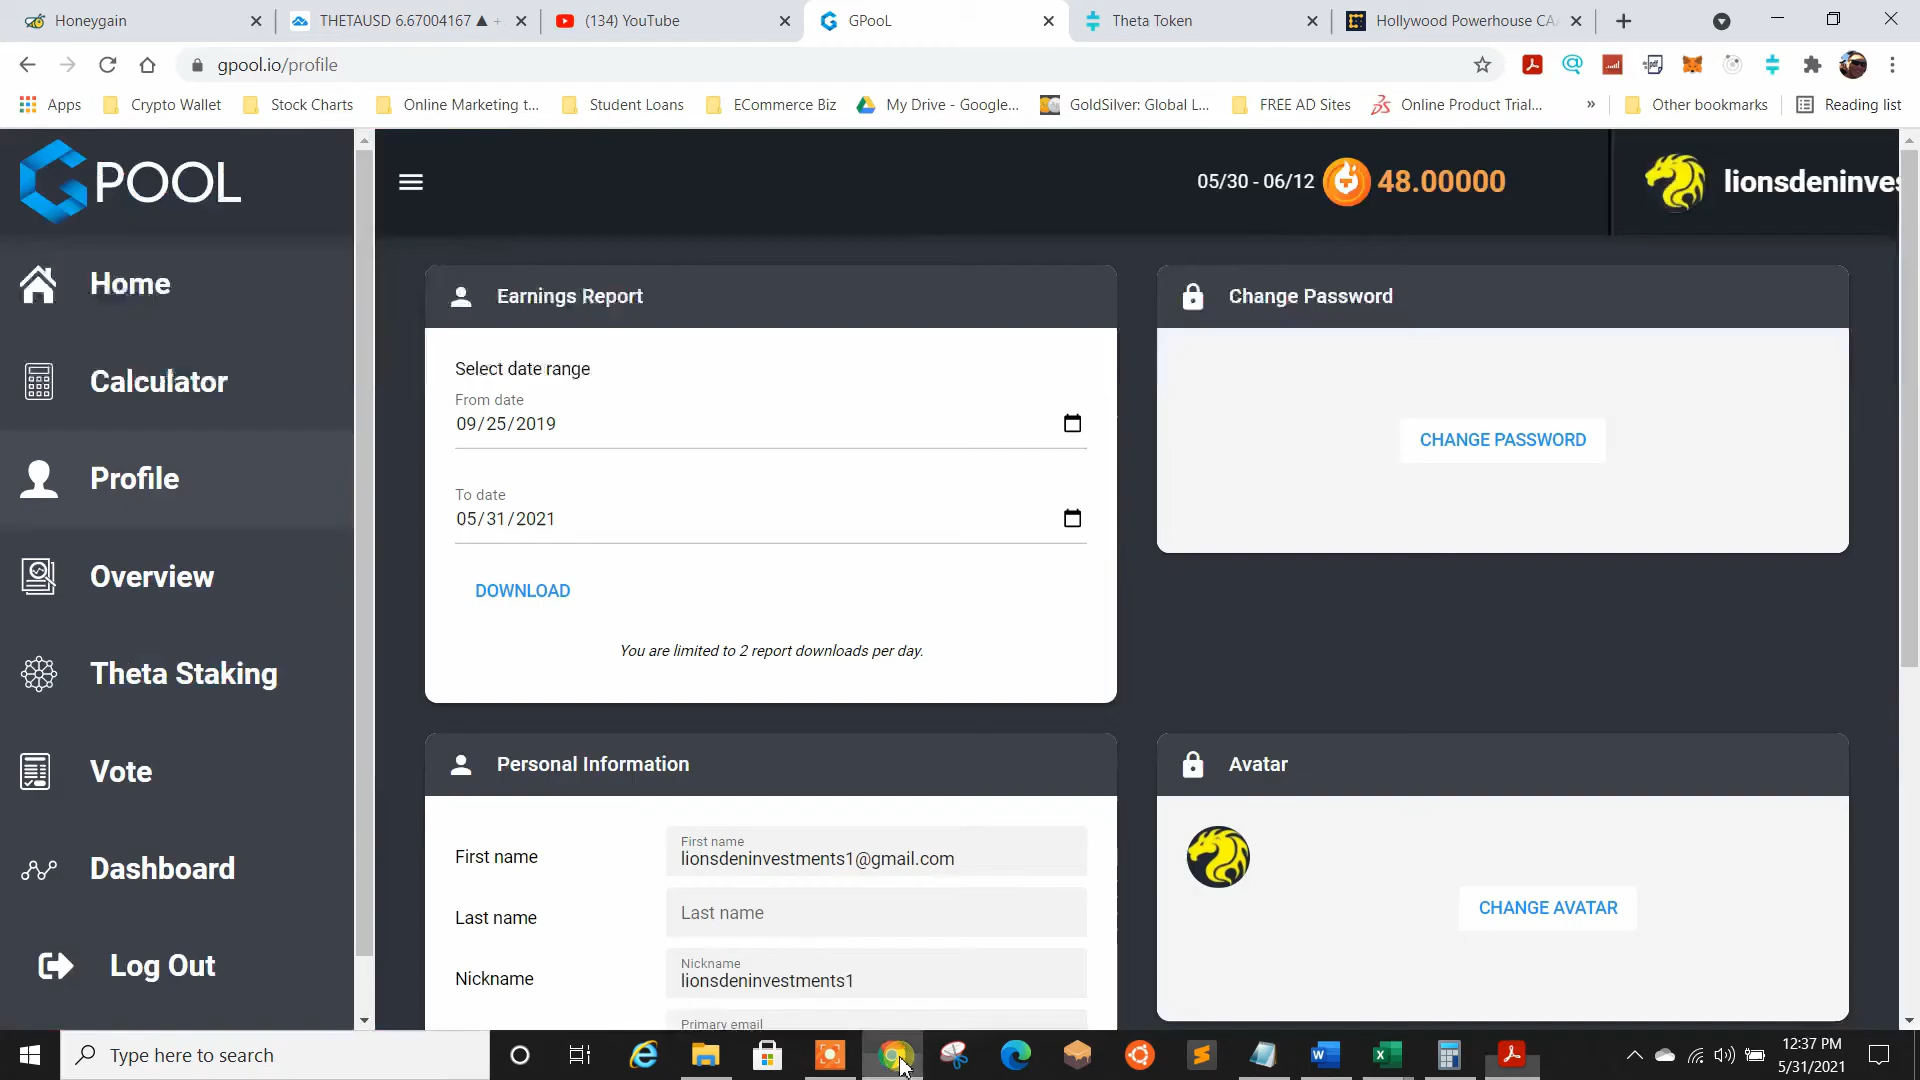 Honeygain
THETAUSD 6.67004167 ▲ +
(134) YouTube
GPooL
Theta Token
Hollywood Powerhouse CA
gpool.io/profile
Apps
Crypto Wallet
Stock Charts
Online Marketing t...
Student Loans
ECommerce Biz
My Drive - Google...
GoldSilver: Global L...
FREE AD Sites
Online Product Trial...
»
Other bookmarks
Reading list
GPOOL
05/30 - 06/12
48.00000
lionsdeninves
Home
Calculator
Profile
Overview
Theta Staking
Vote
Dashboard
Log Out
Earnings Report
Select date range
From date
09/25/2019
To date
05/31/2021
DOWNLOAD
You are limited to 2 report downloads per day.
Change Password
CHANGE PASSWORD
Personal Information
First name
First name
lionsdeninvestments1@gmail.com
Last name
Last name
Nickname
Nickname
lionsdeninvestments1
Primary email
Avatar
CHANGE AVATAR
Type here to search
12:37 PM
5/31/2021